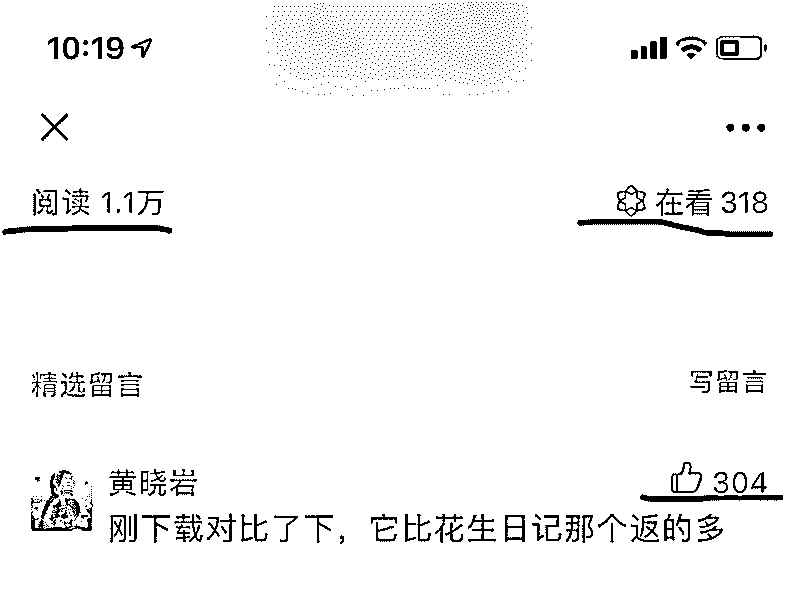 10:19
阅读 1.1万
在看 318
精选留言
写留言
黄晓岩
304
刚下载对比了下，它比花生日记那个返的多